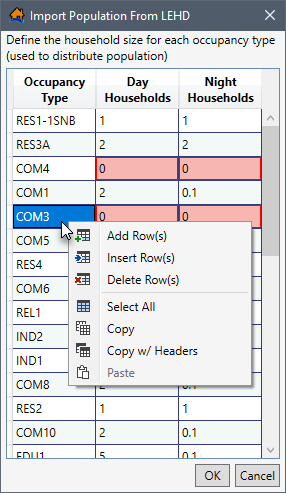 Import Population From LEHD
Define the household size for each occupancy type
(used to distribute population)
Occupancy Type Day Households Night Households
RES1-1SNB 1 1
RES3A 2 2
COM4 0 0
COM1 2 0.1
COM3 0 0
COM5
RES4
COM6
REL1
IND2
IND1
COM8 2 0.1
RES2 1 1
COM10 2 0.1
EDU1 5 0.1
Add Row(s)
Insert Row(s)
Delete Row(s)
Select All
Copy
Copy w/ Headers
Paste
OK Cancel